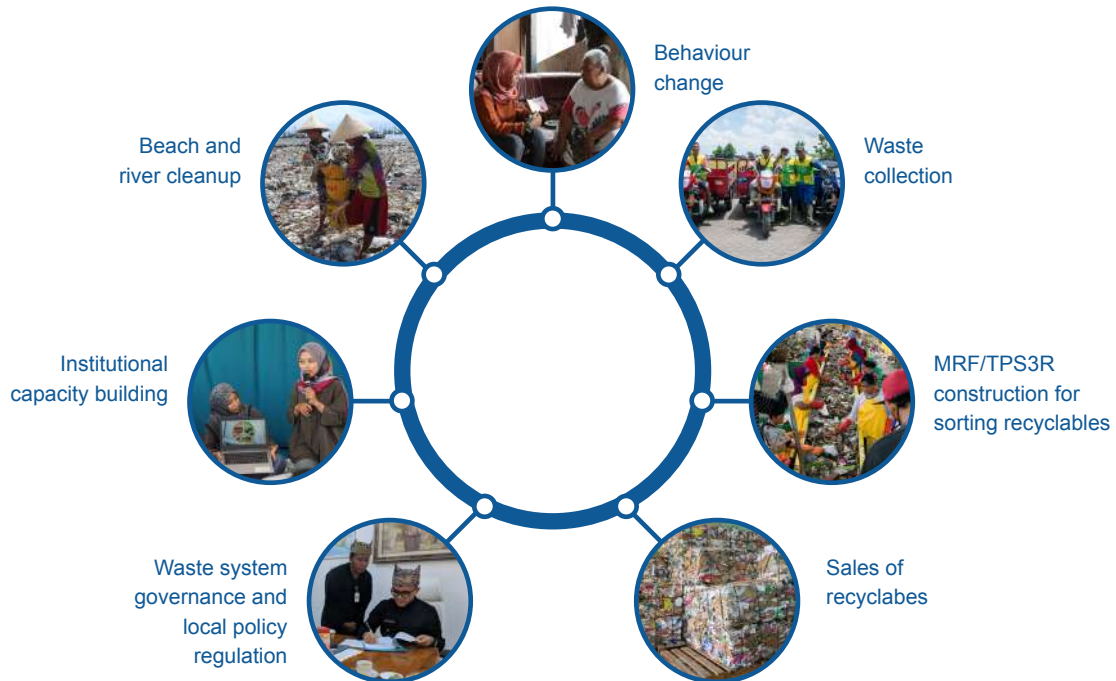 Behaviour
change
Waste
collection
MRF/TPS3R
construction for
sorting recyclables
Sales of
recyclabes
Waste system
governance and
local policy
regulation
Institutional
capacity building
Beach and
river cleanup